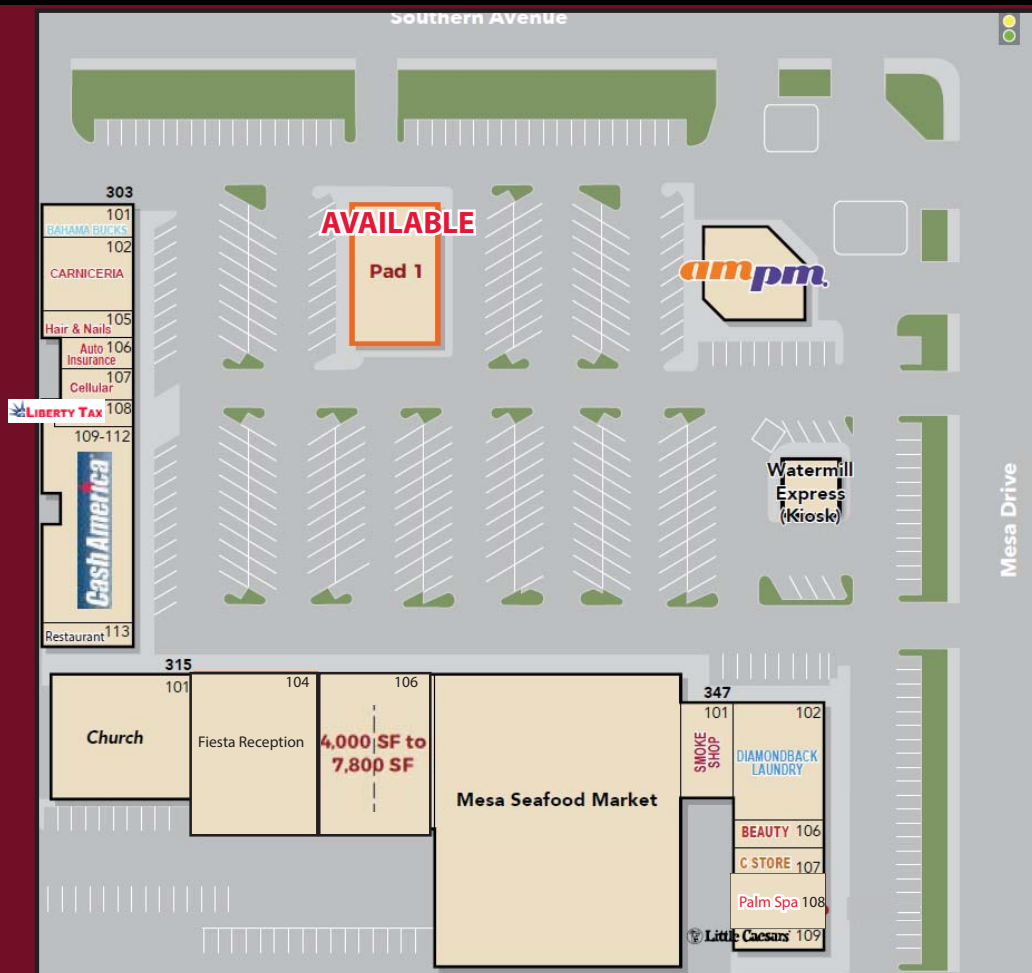 Southern Avenue
303
101
BAHAMA BUCKS
102
CARNICERIA
105
Hair & Nails
Auto 106
Insurance
107
Cellular
LIBERTY TAX 108
109-112
CashAmerica
Restaurant 113
AVAILABLE
Pad 1
ampm.
Watermill
Express
(Kiosk)
Mesa Drive
315
101
Church
104
Fiesta Reception
106
4,000 SF to
7,800 SF
Mesa Seafood Market
347
101
SMOKE
SHOP
102
DIAMONDBACK
LAUNDRY
BEAUTY 106
C STORE 107
Palm Spa 108
Little Caesars 109